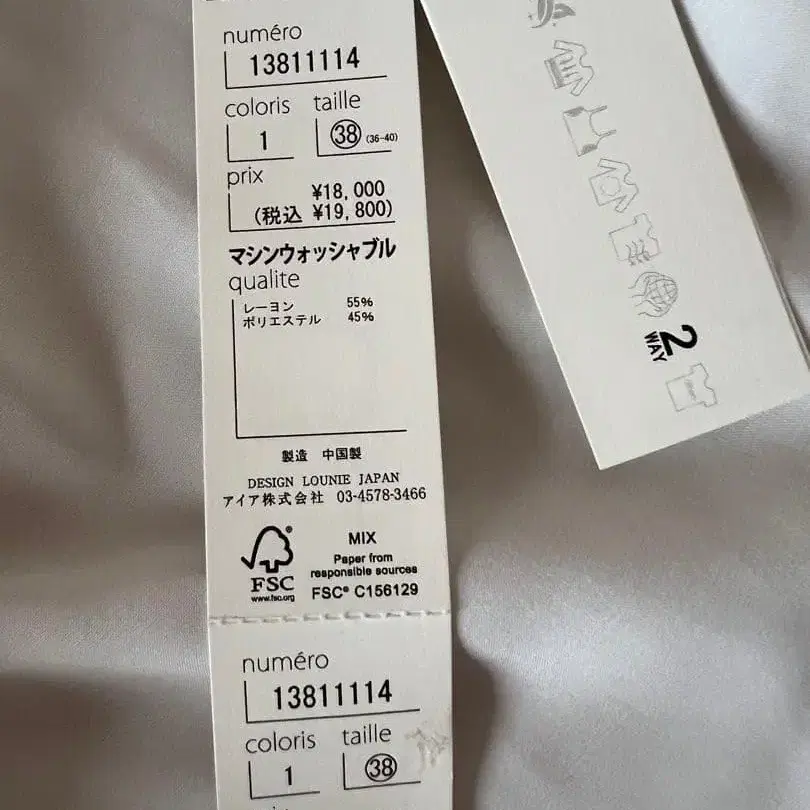 numéro
13811114
coloris taille
1 38 (36-40)
prix
¥18,000
(税込 ¥19,800)
マシンウォッシャブル
qualite
レーヨン 55%
ポリエステル 45%
製造 中国製
DESIGN LOUNIE JAPAN
アイア株式会社 03-4578-3466
FSC
www.fsc.org
MIX
Paper from
responsible sources
FSC® C156129
numéro
13811114
coloris taille
1 38
2
WAY